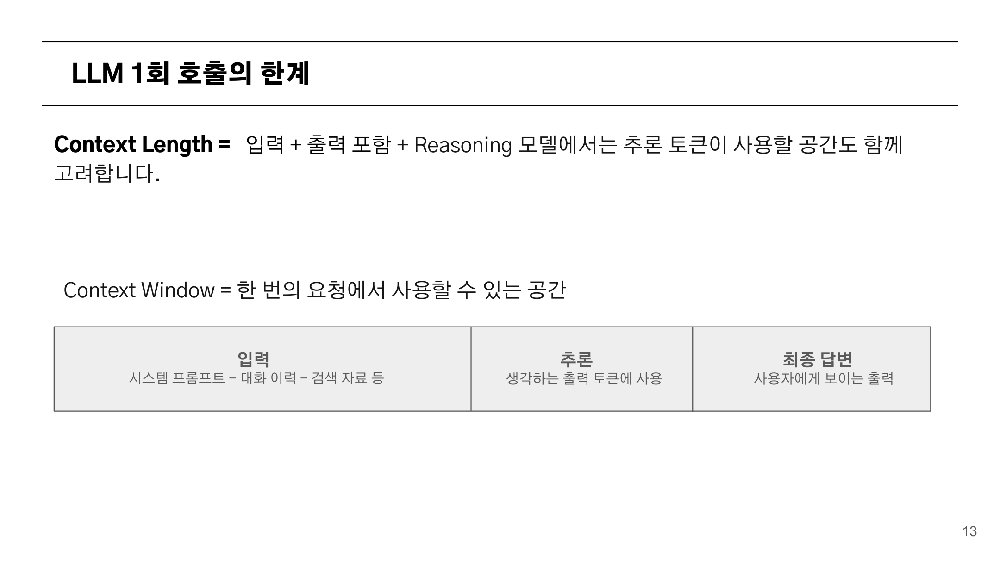 LLM 1회 호출의 한계
Context Length = 입력 + 출력 포함 + Reasoning 모델에서는 추론 토큰이 사용할 공간도 함께
고려합니다.
Context Window = 한 번의 요청에서 사용할 수 있는 공간
입력
시스템 프롬프트 – 대화 이력 – 검색 자료 등
추론
생각하는 출력 토큰에 사용
최종 답변
사용자에게 보이는 출력
13